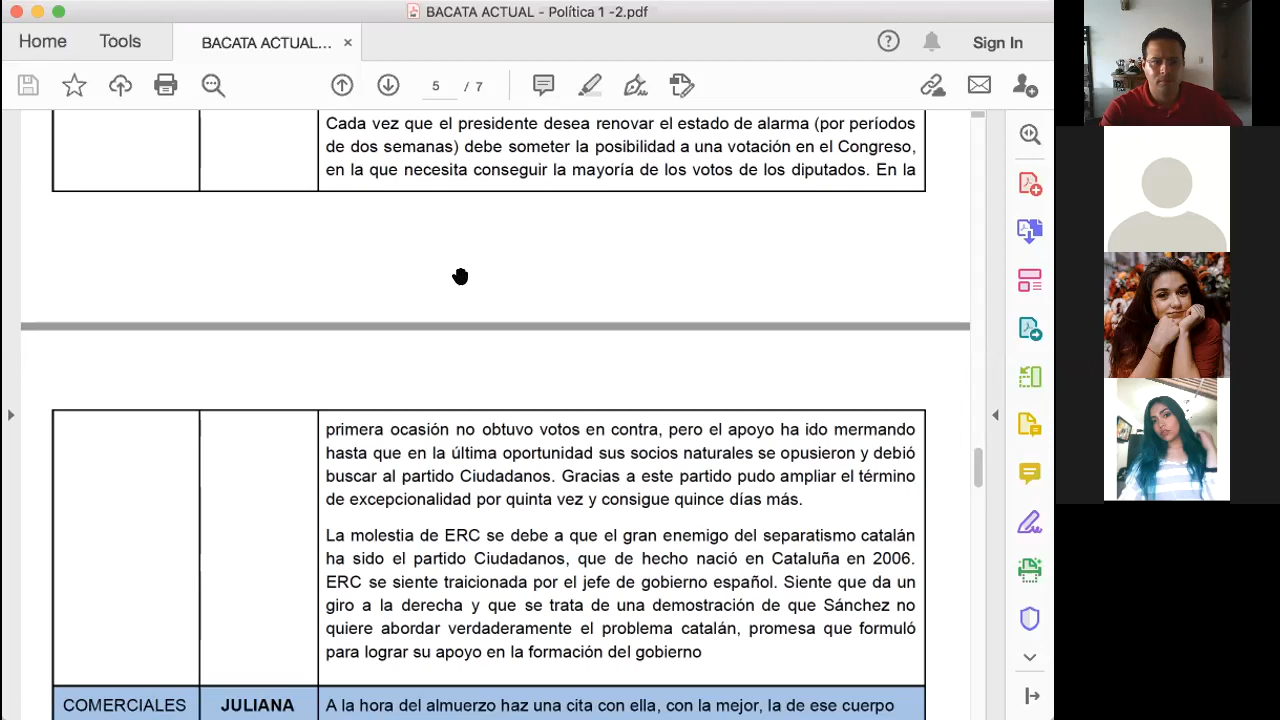 BACATA ACTUAL - Política 1 -2.pdf
Home
Tools
BACATA ACTUAL...
Sign In
5 / 7
Cada vez que el presidente desea renovar el estado de alarma (por períodos
de dos semanas) debe someter la posibilidad a una votación en el Congreso,
en la que necesita conseguir la mayoría de los votos de los diputados. En la
primera ocasión no obtuvo votos en contra, pero el apoyo ha ido mermando
hasta que en la última oportunidad sus socios naturales se opusieron y debió
buscar al partido Ciudadanos. Gracias a este partido pudo ampliar el término
de excepcionalidad por quinta vez y consigue quince días más.
La molestia de ERC se debe a que el gran enemigo del separatismo catalán
ha sido el partido Ciudadanos, que de hecho nació en Cataluña en 2006.
ERC se siente traicionada por el jefe de gobierno español. Siente que da un
giro a la derecha y que se trata de una demostración de que Sánchez no
quiere abordar verdaderamente el problema catalán, promesa que formuló
para lograr su apoyo en la formación del gobierno
COMERCIALES
JULIANA
A la hora del almuerzo haz una cita con ella, con la mejor, la de ese cuerpo